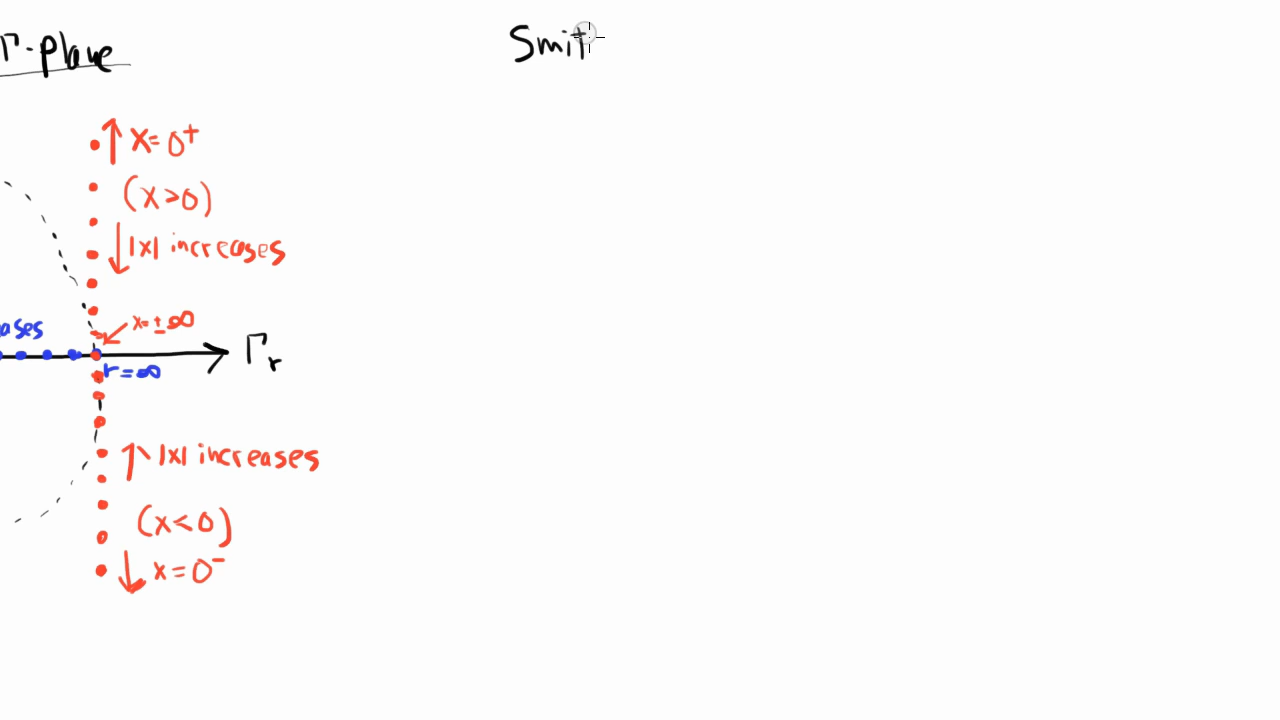 Γ-plane
Smit
x=0⁺
(x>0)
|x| increases
x=±∞
ases
Γr
r=∞
|x| increases
(x<0)
x=0⁻